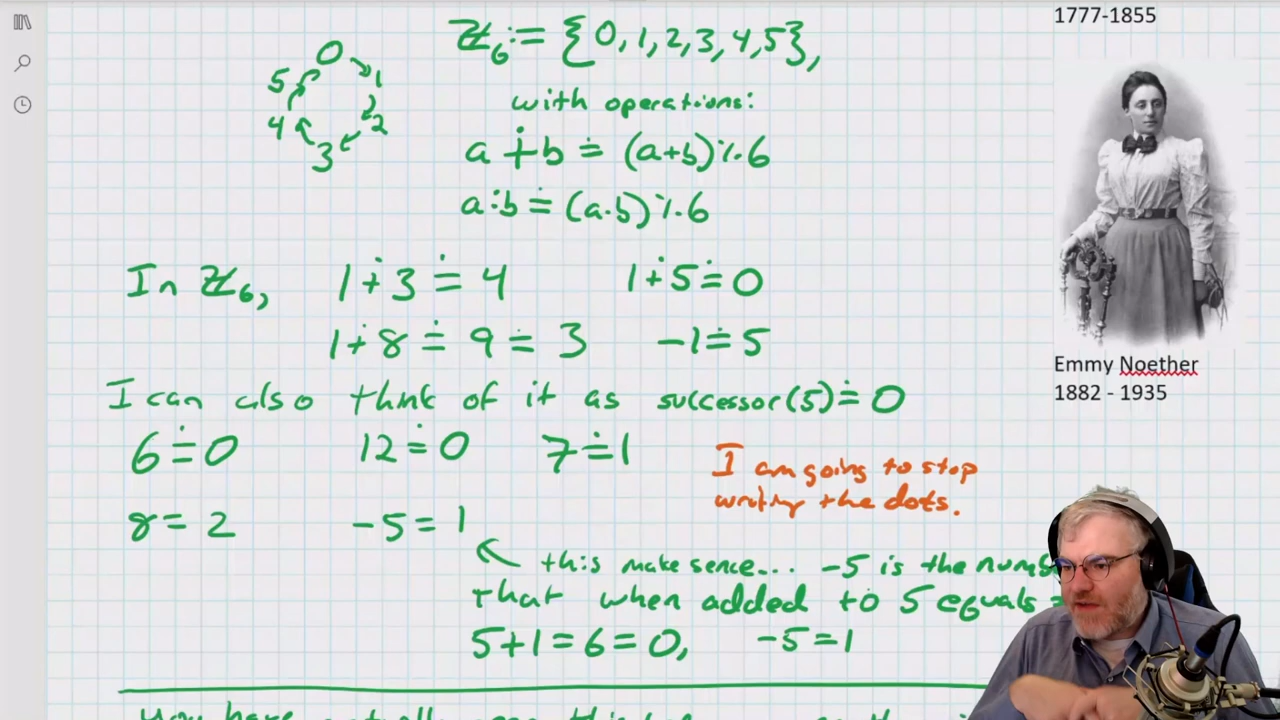 1777-1855
ℤ₆ := {0,1,2,3,4,5},
0
1
2
3
4
5
with operations:
a ∔ b ≐ (a+b)%6
a ⋅̇ b ≐ (a·b)%6
In ℤ₆, 1 ∔ 3 ≐ 4 1 ∔ 5 ≐ 0
1 ∔ 8 ≐ 9 ≐ 3 -1 ≐ 5
Emmy Noether
1882 - 1935
I can also think of it as successor(5) ≐ 0
6 ≐ 0 12 ≐ 0 7 ≐ 1
I am going to stop
writing the dots.
8 = 2 -5 = 1
this make sence... -5 is the
that when added to 5 equals
5+1=6=0, -5=1
You have